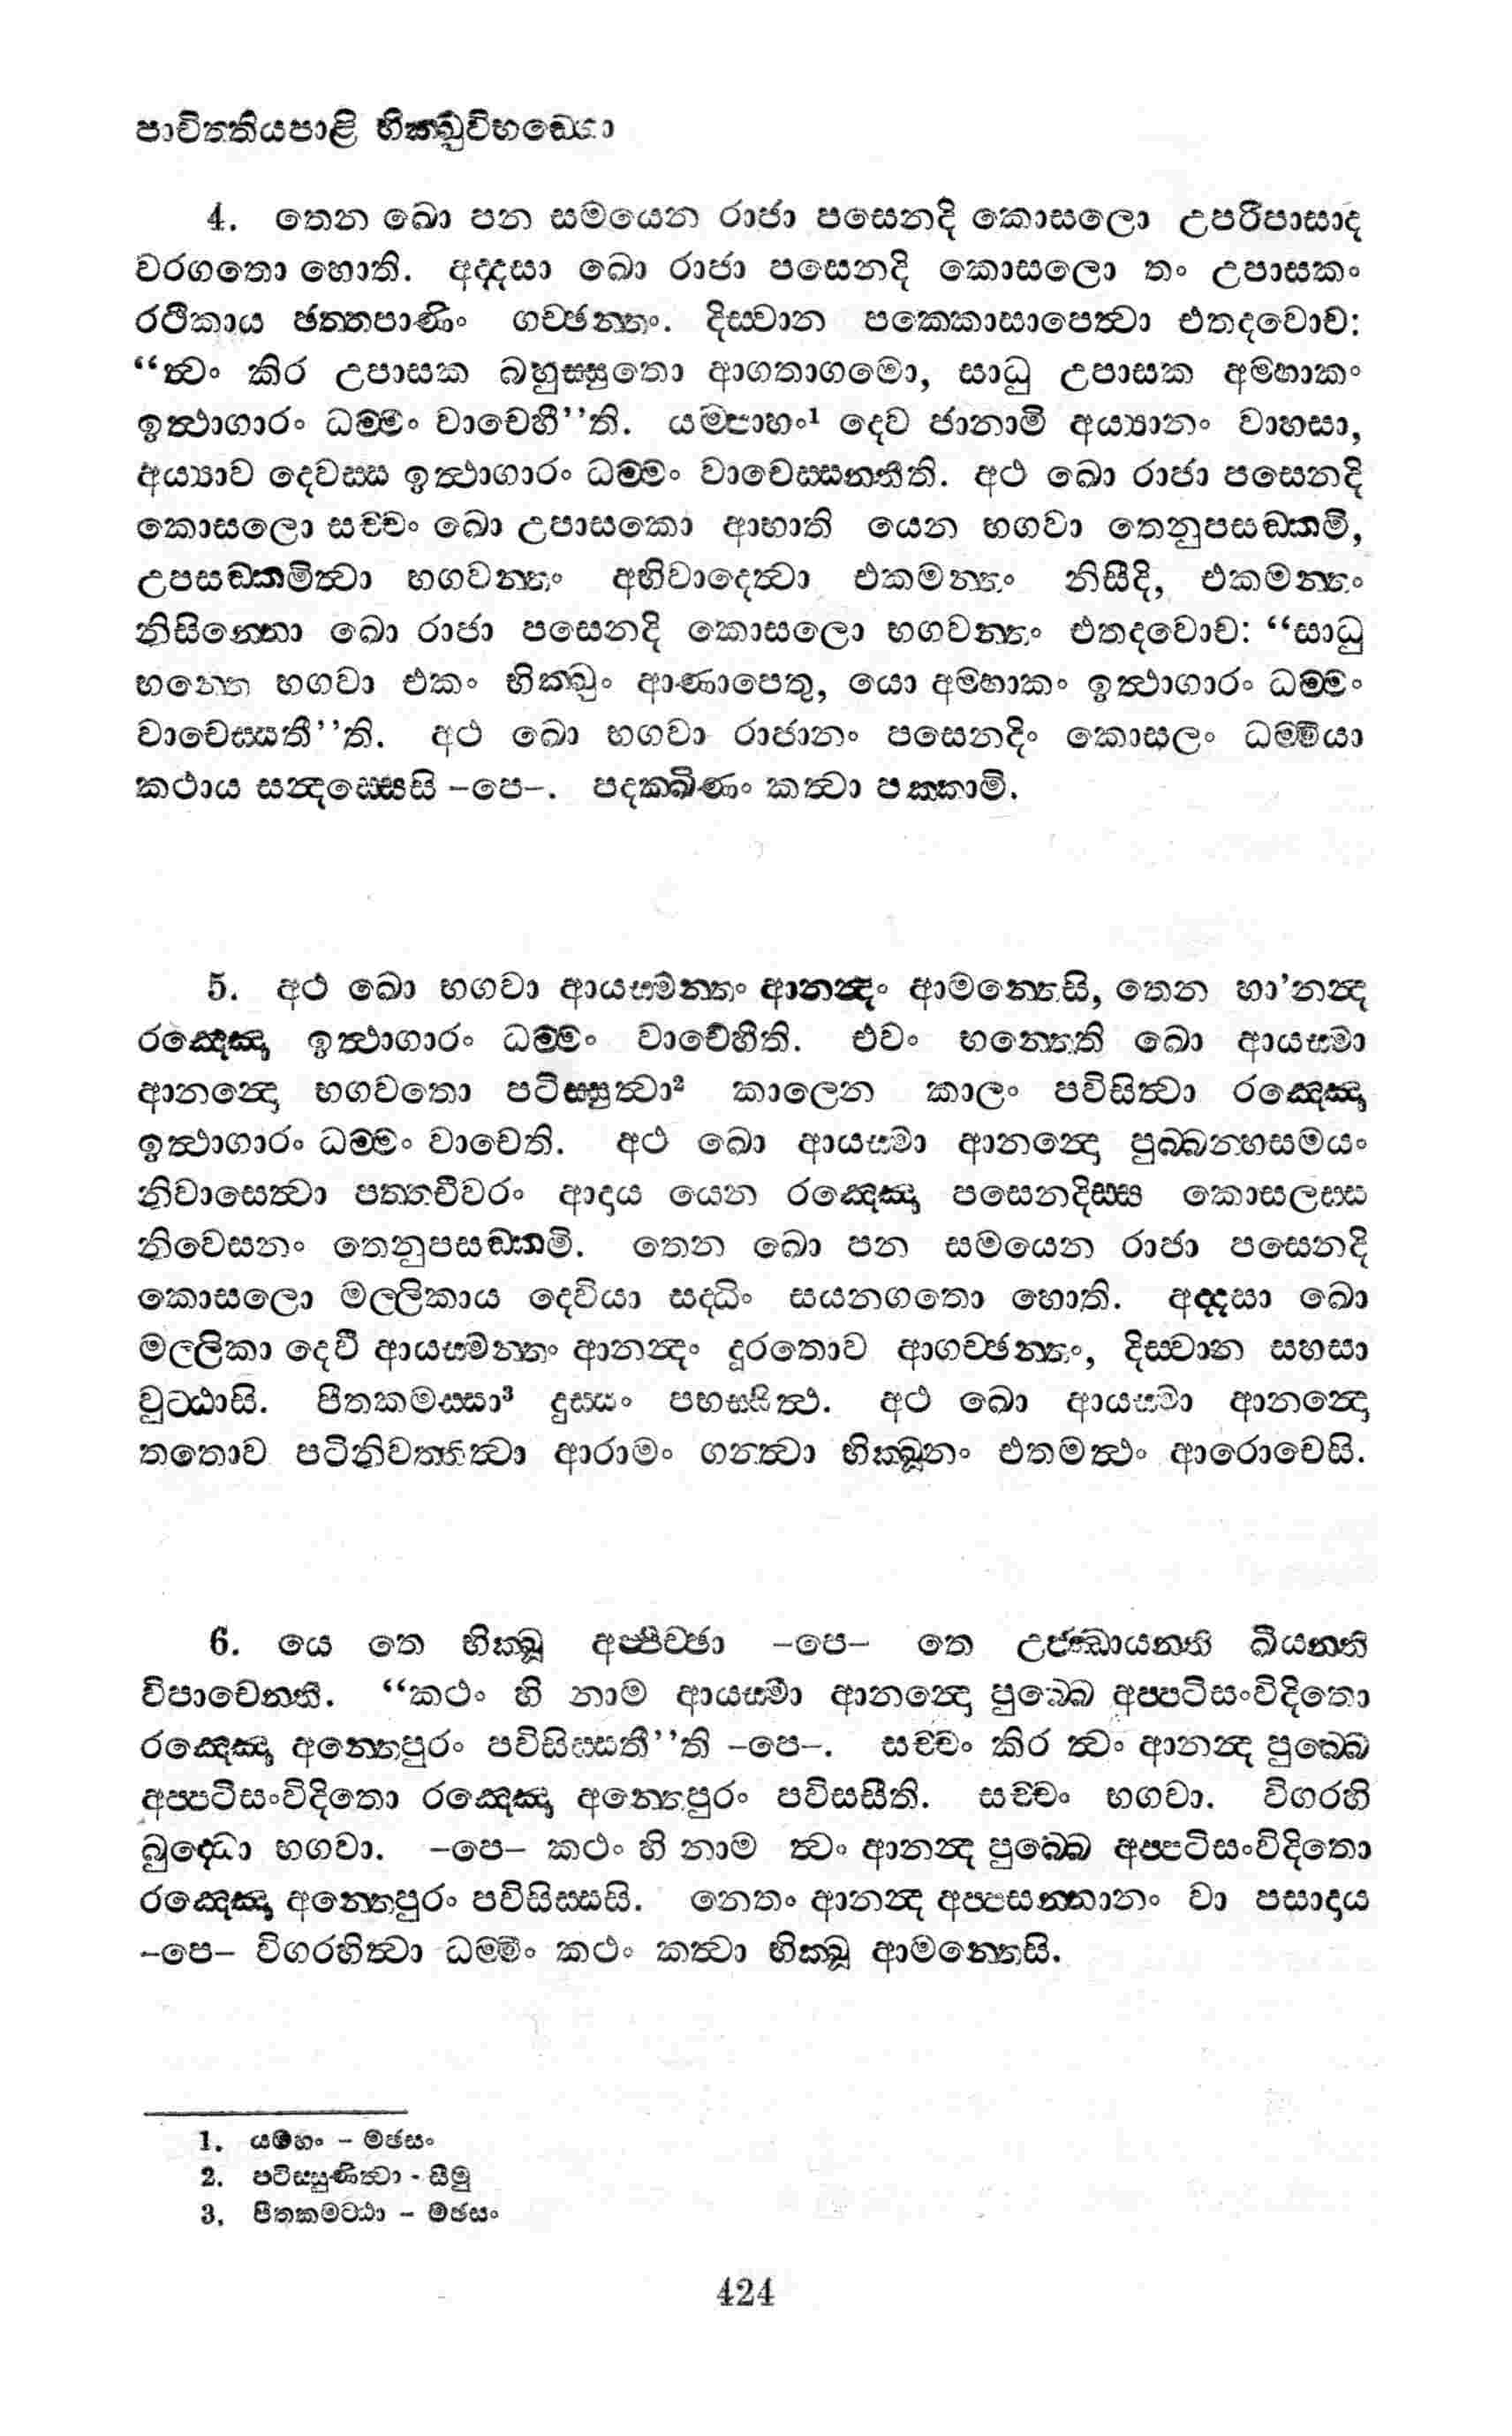 පාචිත්තියපාළි භික්ඛුවිභඞ්ගො
4. තෙන ඛො පන සමයෙන රාජා පසෙනදි කොසලො උපරිපාසාද
වරගතො හොති. අද්දසා ඛො රාජා පසෙනදි කොසලො තං උපාසකං
රථිකාය ඡත්තපාණිං ගච්ඡන්තං. දිස්වාන පක්කොසාපෙත්වා එතදවොච:
“ත්වං කිර උපාසක බහුස්සුතො ආගතාගමො, සාධු උපාසක අම්හාකං
ඉත්ථාගාරං ධම්මං වාචෙහී’’ති. යම්පාහං¹ දෙව ජානාමි අය්‍යානං වාහසා,
අය්‍යාව දෙවස්ස ඉත්ථාගාරං ධම්මං වාචෙස්සන්තීති. අථ ඛො රාජා පසෙනදි
කොසලො සච්චං ඛො උපාසකො ආහාති යෙන භගවා තෙනුපසඞ්කමි,
උපසඞ්කමිත්වා භගවන්තං අභිවාදෙත්වා එකමන්තං නිසීදි, එකමන්තං
නිසින්නො ඛො රාජා පසෙනදි කොසලො භගවන්තං එතදවොච: “සාධු
භන්තෙ භගවා එකං භික්ඛුං ආණාපෙතු, යො අම්හාකං ඉත්ථාගාරං ධම්මං
වාචෙස්සතී’’ති. අථ ඛො භගවා රාජානං පසෙනදිං කොසලං ධම්මියා
කථාය සන්දස්සෙසි –පෙ–. පදක්ඛිණං කත්වා පක්කාමි.
5. අථ ඛො භගවා ආයස්මන්තං ආනන්දං ආමන්තෙසි, තෙන හා’නන්ද
රඤ්ඤෙ ඉත්ථාගාරං ධම්මං වාචෙහීති. එවං භන්තෙති ඛො ආයස්මා
ආනන්දො භගවතො පටිස්සුත්වා² කාලෙන කාලං පවිසිත්වා රඤ්ඤෙ
ඉත්ථාගාරං ධම්මං වාචෙති. අථ ඛො ආයස්මා ආනන්දො පුබ්බන්හසමයං
නිවාසෙත්වා පත්තචීවරං ආදාය යෙන රඤ්ඤෙ පසෙනදිස්ස කොසලස්ස
නිවෙසනං තෙනුපසඞ්කමි. තෙන ඛො පන සමයෙන රාජා පසෙනදි
කොසලො මල්ලිකාය දෙවියා සද්ධිං සයනගතො හොති. අද්දසා ඛො
මල්ලිකා දෙවී ආයස්මන්තං ආනන්දං දූරතොව ආගච්ඡන්තං, දිස්වාන සහසා
වුට්ඨාසි. පීතකමස්සා³ දුස්සං පභස්සිත්ථ. අථ ඛො ආයස්මා ආනන්දො
තතොව පටිනිවත්තිත්වා ආරාමං ගන්ත්වා භික්ඛූනං එතමත්ථං ආරොචෙසි.
6. යෙ තෙ භික්ඛූ අප්පිච්ඡා –පෙ– තෙ උජ්ඣායන්ති ඛීයන්ති
විපාචෙන්ති. “කථං හි නාම ආයස්මා ආනන්දො පුබ්බෙ අප්පටිසංවිදිතො
රඤ්ඤෙ අන්තෙපුරං පවිසිස්සතී’’ති –පෙ–. සච්චං කිර ත්වං ආනන්ද පුබ්බෙ
අප්පටිසංවිදිතො රඤ්ඤෙ අන්තෙපුරං පවිසසීති. සච්චං භගවා. විගරහි
බුද්ධො භගවා. –පෙ– කථං හි නාම ත්වං ආනන්ද පුබ්බෙ අප්පටිසංවිදිතො
රඤ්ඤෙ අන්තෙපුරං පවිසිස්සසි. නෙතං ආනන්ද අප්පසන්නානං වා පසාදාය
–පෙ– විගරහිත්වා ධම්මිං කථං කත්වා භික්ඛූ ආමන්තෙසි.
1. යමහං – මඡසං
2. පටිස්සුණිත්වා - සීමු
3. පීතකමට්ඨා – මඡසං
424